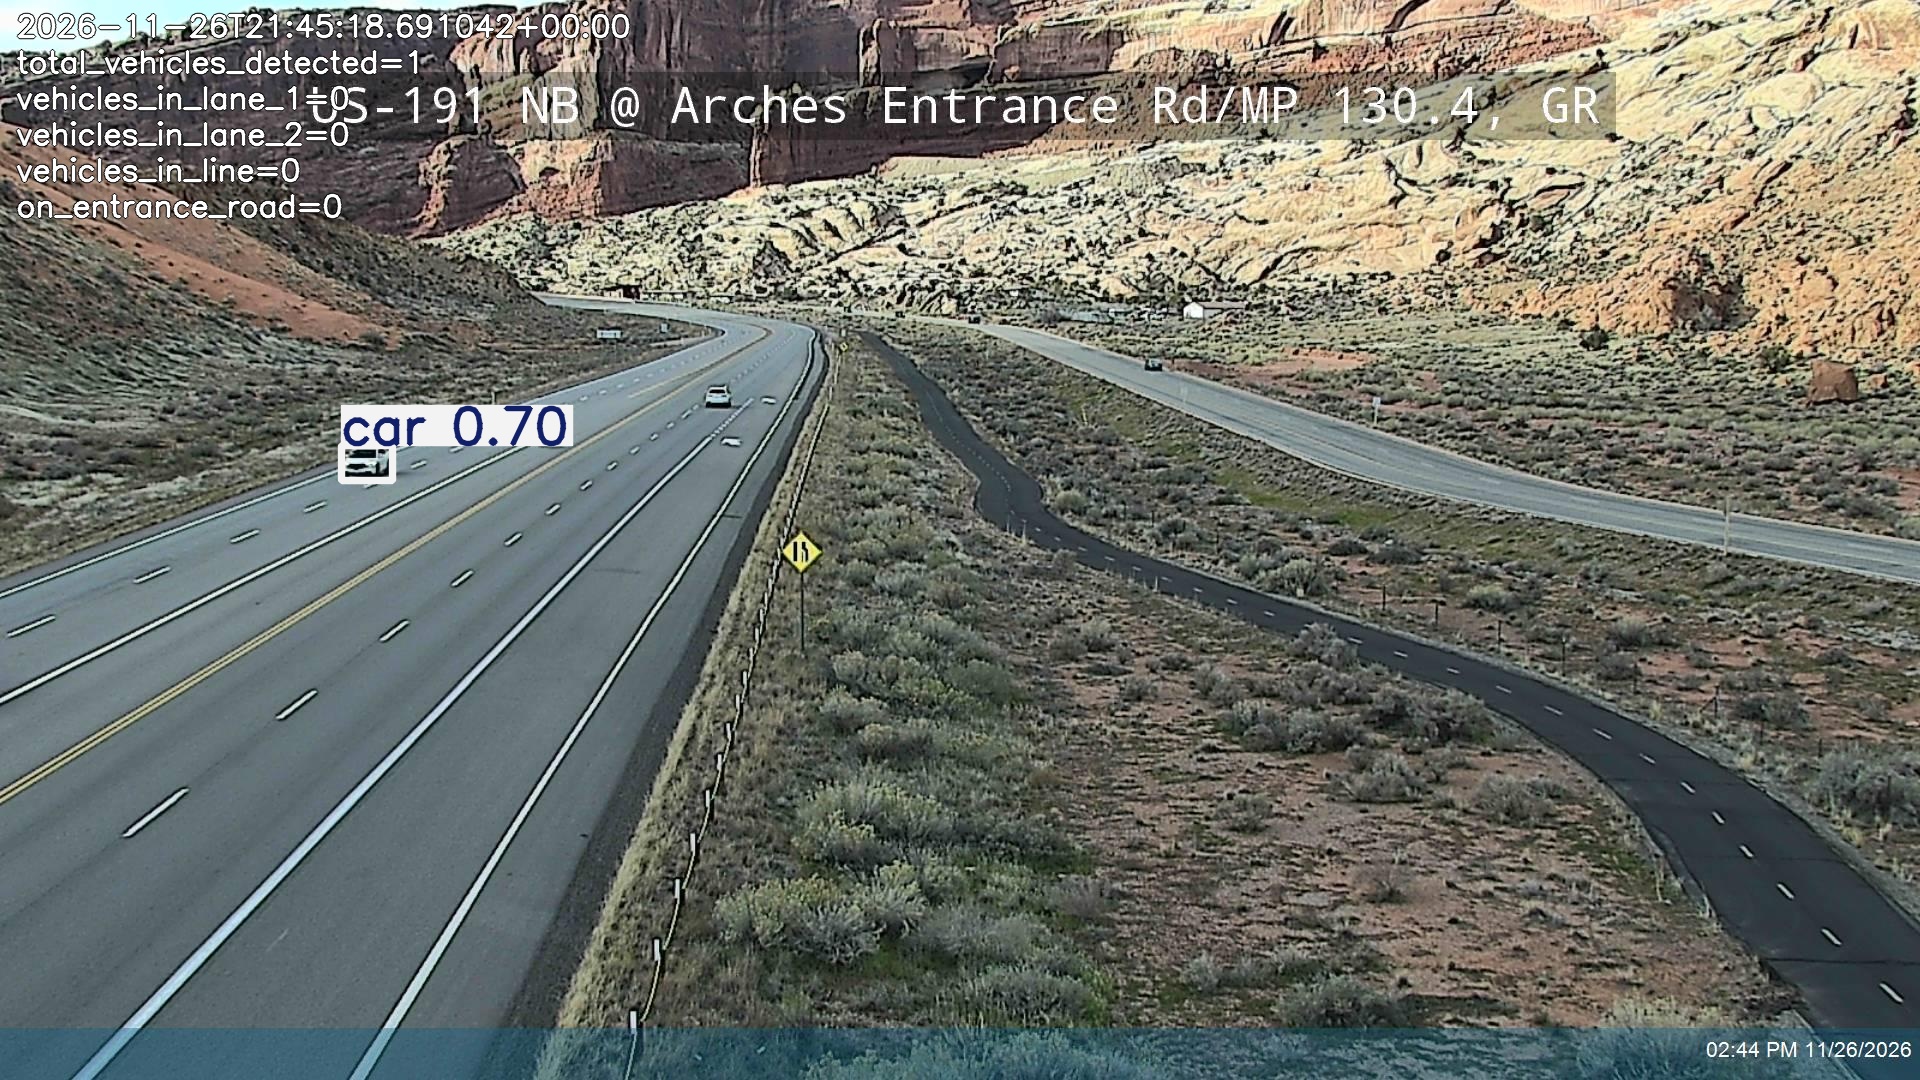 2026-11-26T21:45:18.691042+00:00
total_vehicles_detected=1
vehicles_in_lane_1=0
US-191 NB @ Arches Entrance Rd/MP 130.4, GR
vehicles_in_lane_2=0
vehicles_in_line=0
on_entrance_road=0
car 0.70
02:44 PM 11/26/2026